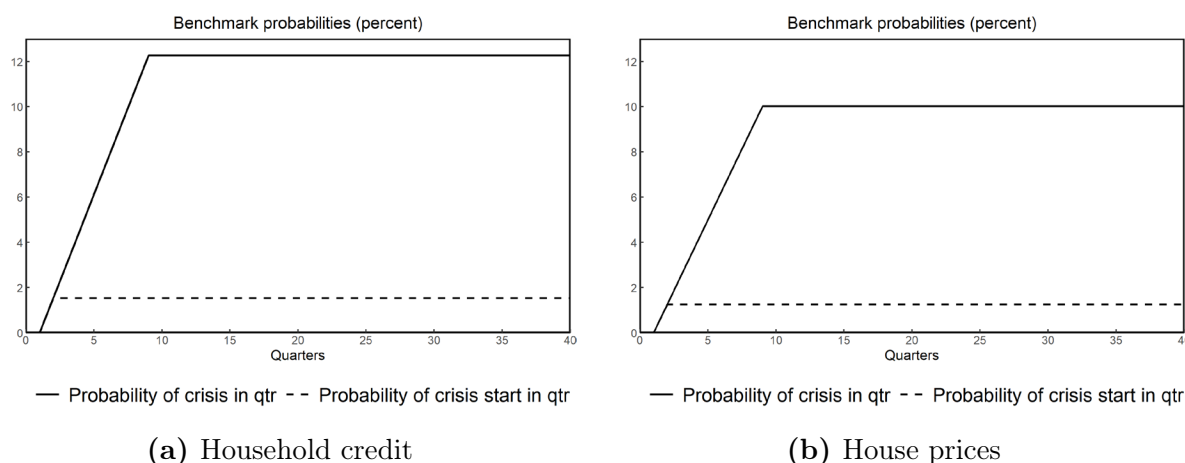 Benchmark probabilities (percent)
12
10
8
6
4
2
0
0 5 10 15 20 25 30 35 40
Quarters
Probability of crisis in qtr Probability of crisis start in qtr
(a) Household credit
Benchmark probabilities (percent)
12
10
8
6
4
2
0
0 5 10 15 20 25 30 35 4
Quarters
Probability of crisis in qtr Probability of crisis start in qtr
(b) House prices